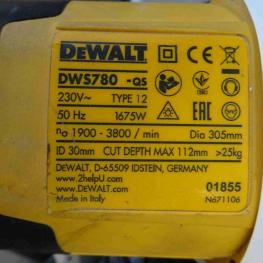 DEWALT
DWS780 -QS
230V~ TYPE 12
50 Hz 1675W
n₀ 1900 - 3800 / min Dia 305mm
ID 30mm CUT DEPTH MAX 112mm >25kg
DEWALT, D-65509 IDSTEIN, GERMANY
www.2helpU.com
www.DEWALT.com 01855
Made in Italy N671106